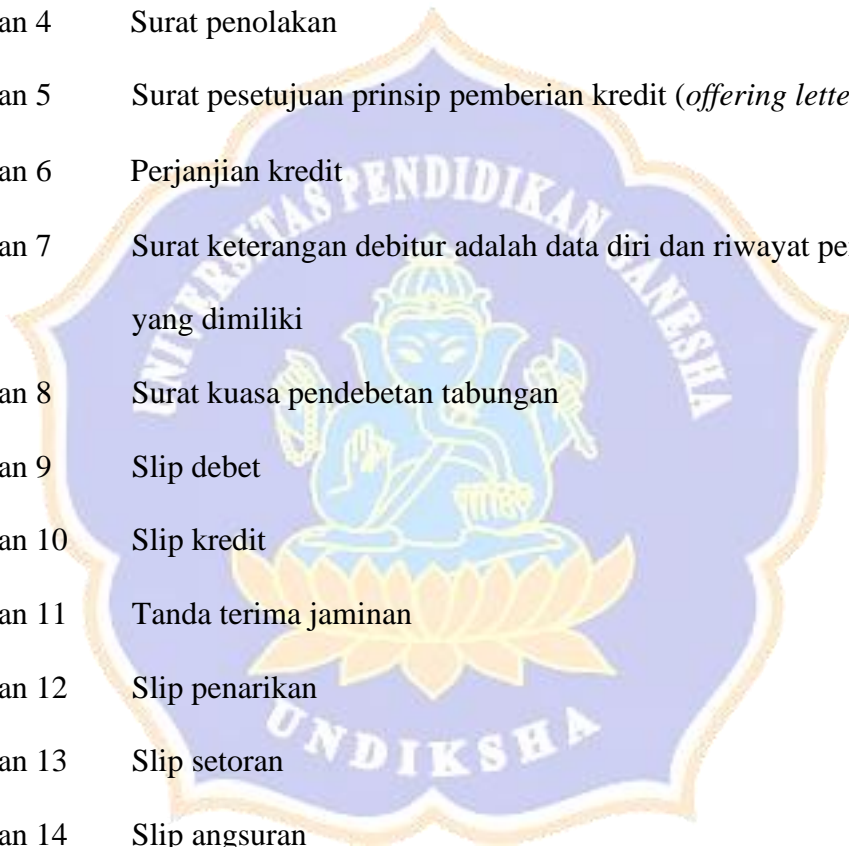 an 4 Surat penolakan
an 5 Surat pesetujuan prinsip pemberian kredit (offering lette
an 6 Perjanjian kredit
an 7 Surat keterangan debitur adalah data diri dan riwayat pe
yang dimiliki
an 8 Surat kuasa pendebetan tabungan
an 9 Slip debet
an 10 Slip kredit
an 11 Tanda terima jaminan
an 12 Slip penarikan
an 13 Slip setoran
an 14 Slip angsuran
UNIVERSITAS PENDIDIKAN GANESHA
UNDIKSHA